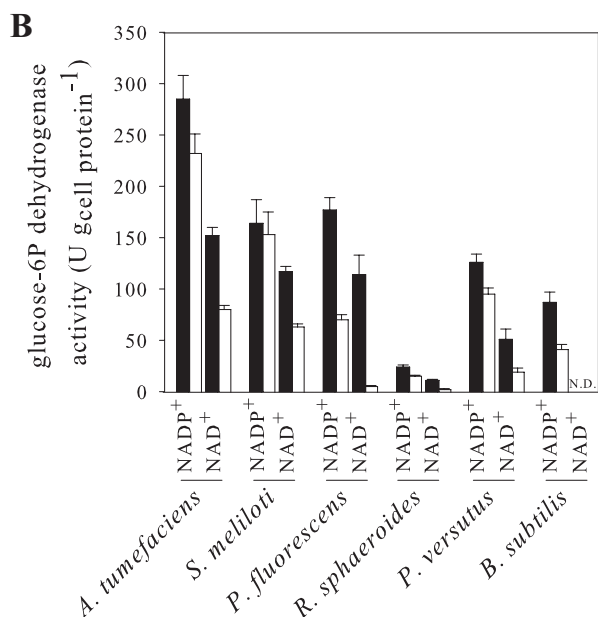 B
glucose-6P dehydrogenase
activity (U gcell protein-1)
350
300
250
200
150
100
50
0
N.D.
NADP+
NAD+
NADP+
NAD+
NADP+
NAD+
NADP+
NAD+
NADP+
NAD+
NADP+
NAD+
A. tumefaciens
S. meliloti
P. fluorescens
R. sphaeroides
P. versutus
B. subtilis